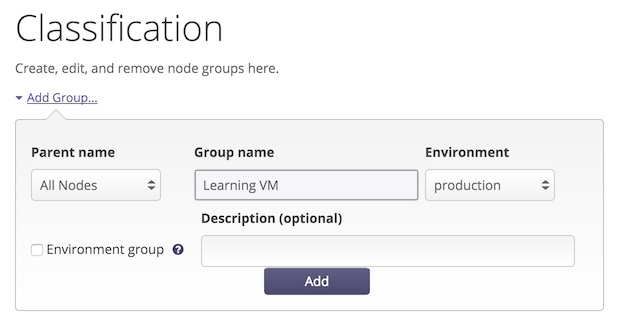 Classification
Create, edit, and remove node groups here.
Add Group...
Parent name Group name Environment
All Nodes Learning VM production
Description (optional)
Environment group ?
Add